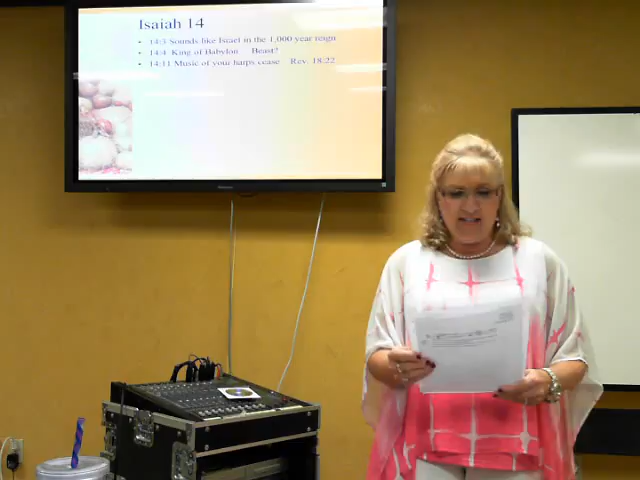 Isaiah 14
• 14:3 Sounds like Israel in the 1,000 year reign
• 14:4 King of Babylon Beast?
• 14:11 Music of your harps cease Rev. 18:22